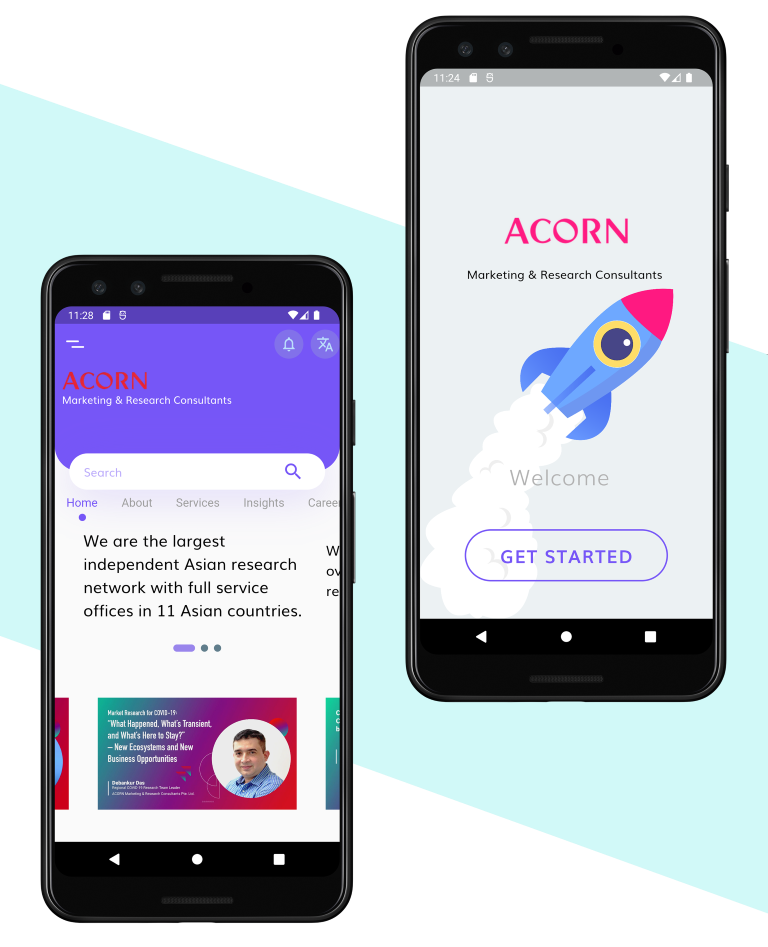 11:24
ACORN
Marketing & Research Consultants
Welcome
GET STARTED
11:28
ACORN
Marketing & Research Consultants
Search
Home About Services Insights Career
We are the largest
independent Asian research
network with full service
offices in 11 Asian countries.
Market Research for COVID-19:
"What Happened, What's Transient,
and What's Here to Stay?"
– New Ecosystems and New
Business Opportunities
Debankur Das
Regional COVID-19 Research Team Leader
ACORN Marketing & Research Consultants Pte. Ltd